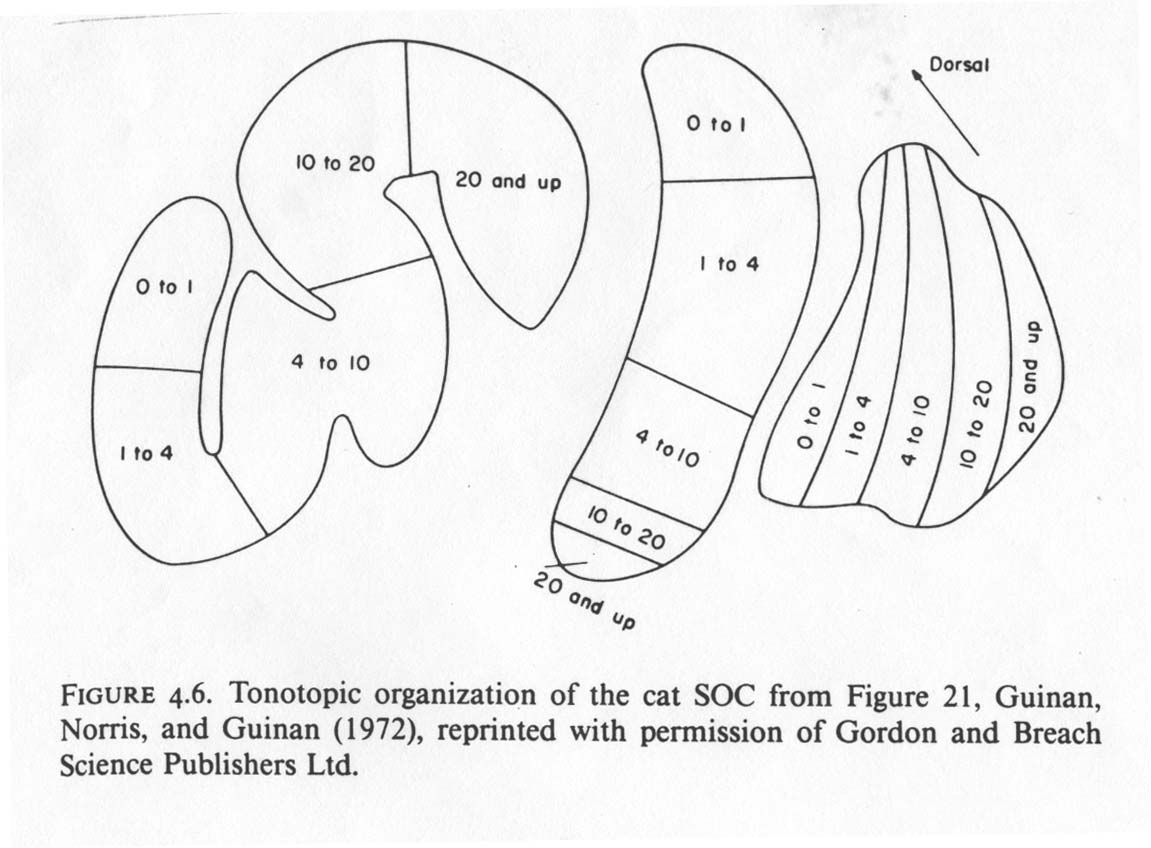 Dorsal
10 to 20
20 and up
0 to 1
1 to 4
4 to 10
0 to 1
1 to 4
4 to 10
10 to 20
20 and up
0 to 1
1 to 4
4 to 10
10 to 20
20 and up
FIGURE 4.6. Tonotopic organization of the cat SOC from Figure 21, Guinan,
Norris, and Guinan (1972), reprinted with permission of Gordon and Breach
Science Publishers Ltd.